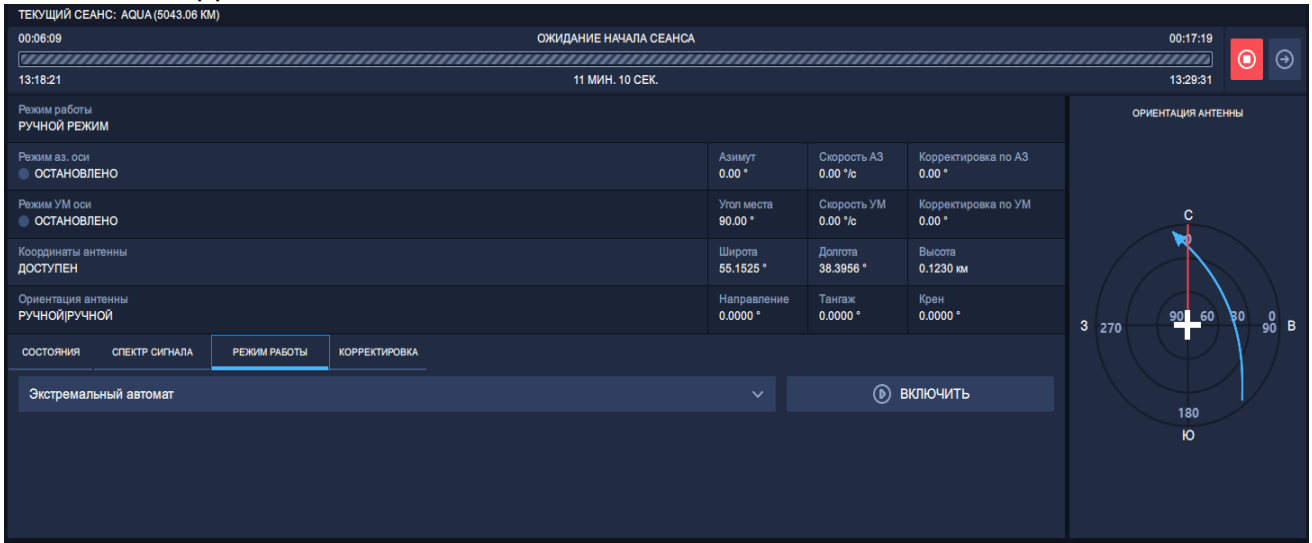 ТЕКУЩИЙ СЕАНС: AQUA (5043.06 КМ)
00:06:09 ОЖИДАНИЕ НАЧАЛА СЕАНСА 00:17:19
13:18:21 11 МИН. 10 СЕК. 13:29:31
Режим работы
РУЧНОЙ РЕЖИМ
Режим аз. оси Азимут Скорость АЗ Корректировка по АЗ
ОСТАНОВЛЕНО 0.00 ° 0.00 °/с 0.00 °
Режим УМ оси Угол места Скорость УМ Корректировка по УМ
ОСТАНОВЛЕНО 90.00 ° 0.00 °/с 0.00 °
Координаты антенны Широта Долгота Высота
ДОСТУПЕН 55.1525 ° 38.3956 ° 0.1230 км
Ориентация антенны Направление Тангаж Крен
РУЧНОЙ|РУЧНОЙ 0.0000 ° 0.0000 ° 0.0000 °
СОСТОЯНИЯ СПЕКТР СИГНАЛА РЕЖИМ РАБОТЫ КОРРЕКТИРОВКА
Экстремальный автомат ВКЛЮЧИТЬ
ОРИЕНТАЦИЯ АНТЕННЫ
С
0
90 60 30 0
З 270 90 В
180
Ю